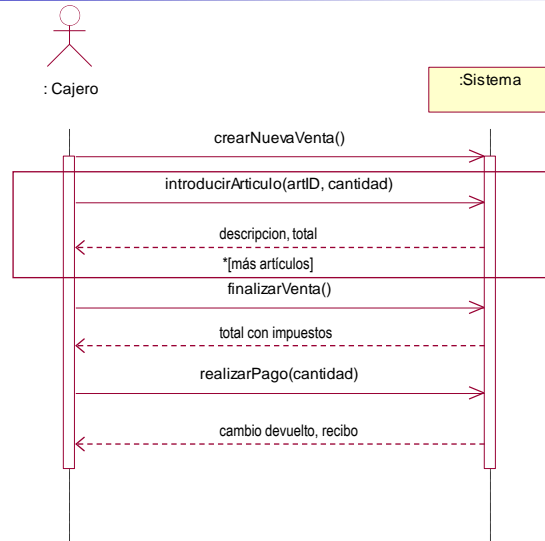 : Cajero
:Sistema
crearNuevaVenta()
introducirArticulo(artID, cantidad)
descripcion, total
*[más artículos]
finalizarVenta()
total con impuestos
realizarPago(cantidad)
cambio devuelto, recibo